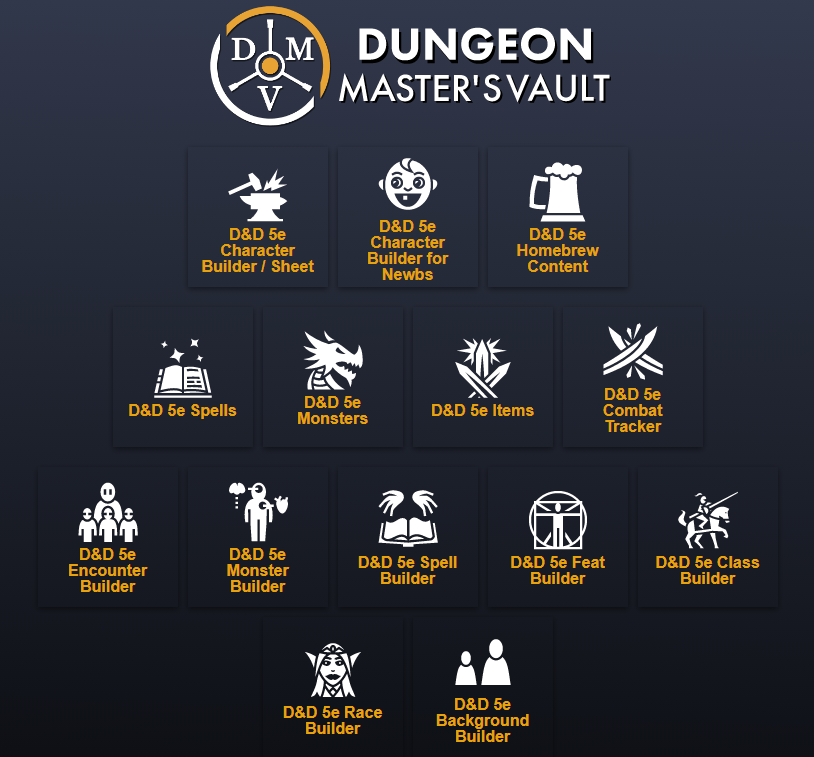 D M
V
DUNGEON
MASTER'S VAULT
D&D 5e
Character
Builder / Sheet
D&D 5e
Character
Builder for
Newbs
D&D 5e
Homebrew
Content
D&D 5e Spells
D&D 5e
Monsters
D&D 5e Items
D&D 5e
Combat
Tracker
D&D 5e
Encounter
Builder
D&D 5e
Monster
Builder
D&D 5e Spell
Builder
D&D 5e Feat
Builder
D&D 5e Class
Builder
D&D 5e Race
Builder
D&D 5e
Background
Builder